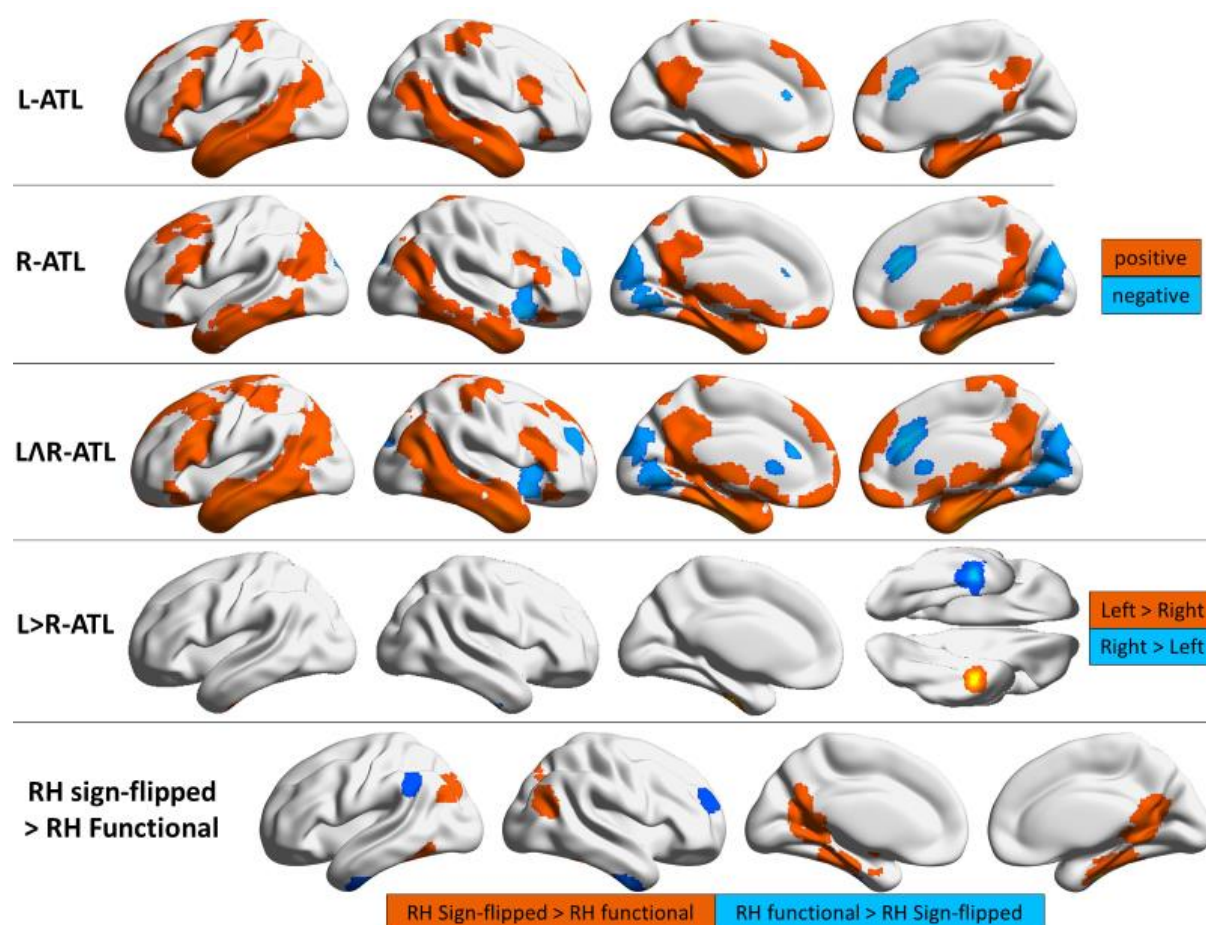 L-ATL
R-ATL
positive
negative
LΛR-ATL
L>R-ATL
Left > Right
Right > Left
RH sign-flipped
> RH Functional
RH Sign-flipped > RH functional
RH functional > RH Sign-flipped